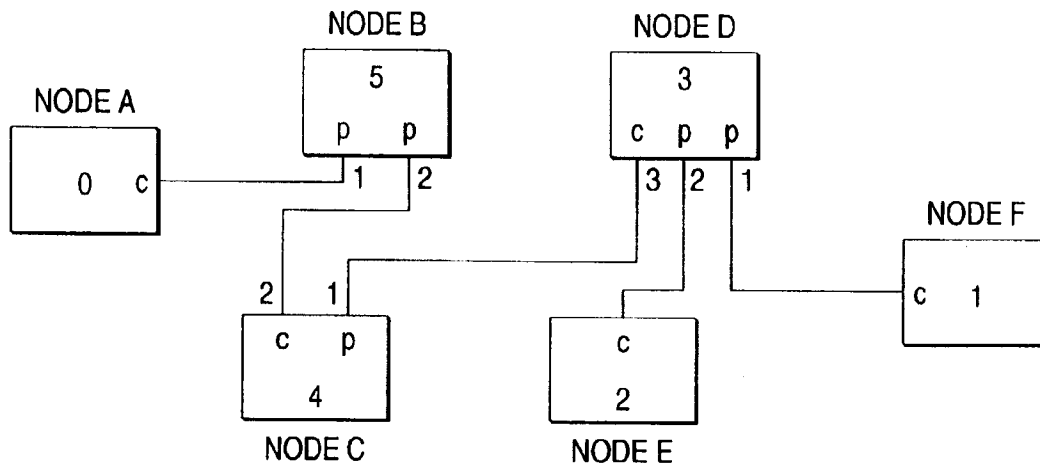 NODE A
0 c
NODE B
5
p p
1 2
NODE C
2 1
c p
4
NODE D
3
c p p
3 2 1
NODE E
c
2
NODE F
c 1